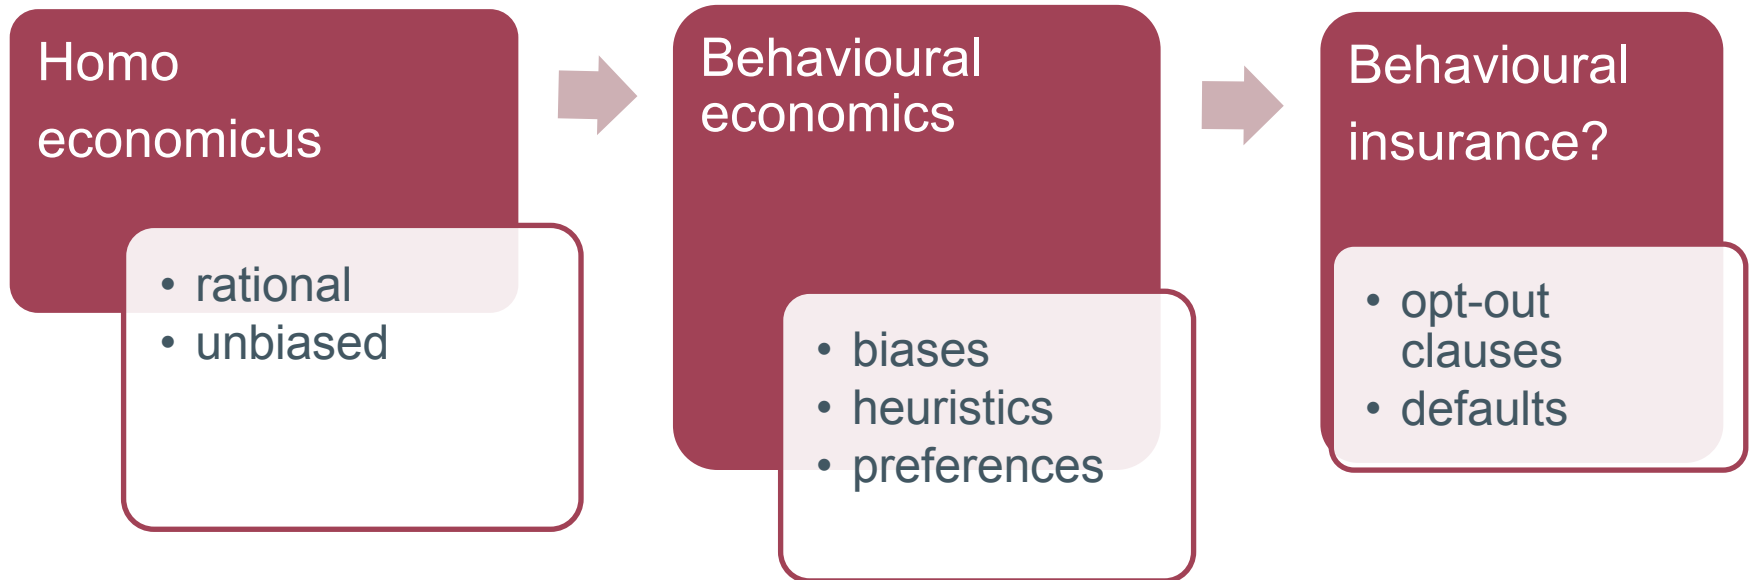 Homo
economicus
• rational
• unbiased
Behavioural
economics
• biases
• heuristics
• preferences
Behavioural
insurance?
• opt-out
clauses
• defaults